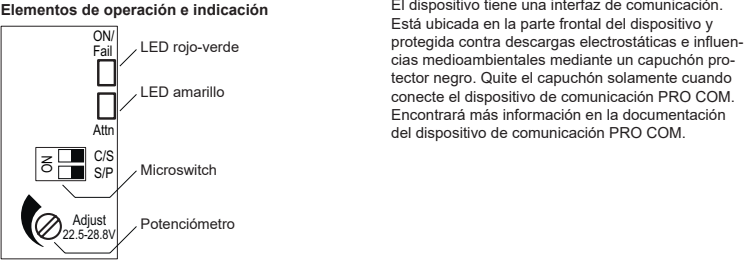 Elementos de operación e indicación
ON/
Fail
LED rojo-verde
LED amarillo
Attn
ON
C/S
S/P
Microswitch
Adjust
22.5-28.8V
Potenciómetro
El dispositivo tiene una interfaz de comunicación.
Está ubicada en la parte frontal del dispositivo y
protegida contra descargas electrostáticas e influen-
cias medioambientales mediante un capuchón pro-
tector negro. Quite el capuchón solamente cuando
conecte el dispositivo de comunicación PRO COM.
Encontrará más información en la documentación
del dispositivo de comunicación PRO COM.